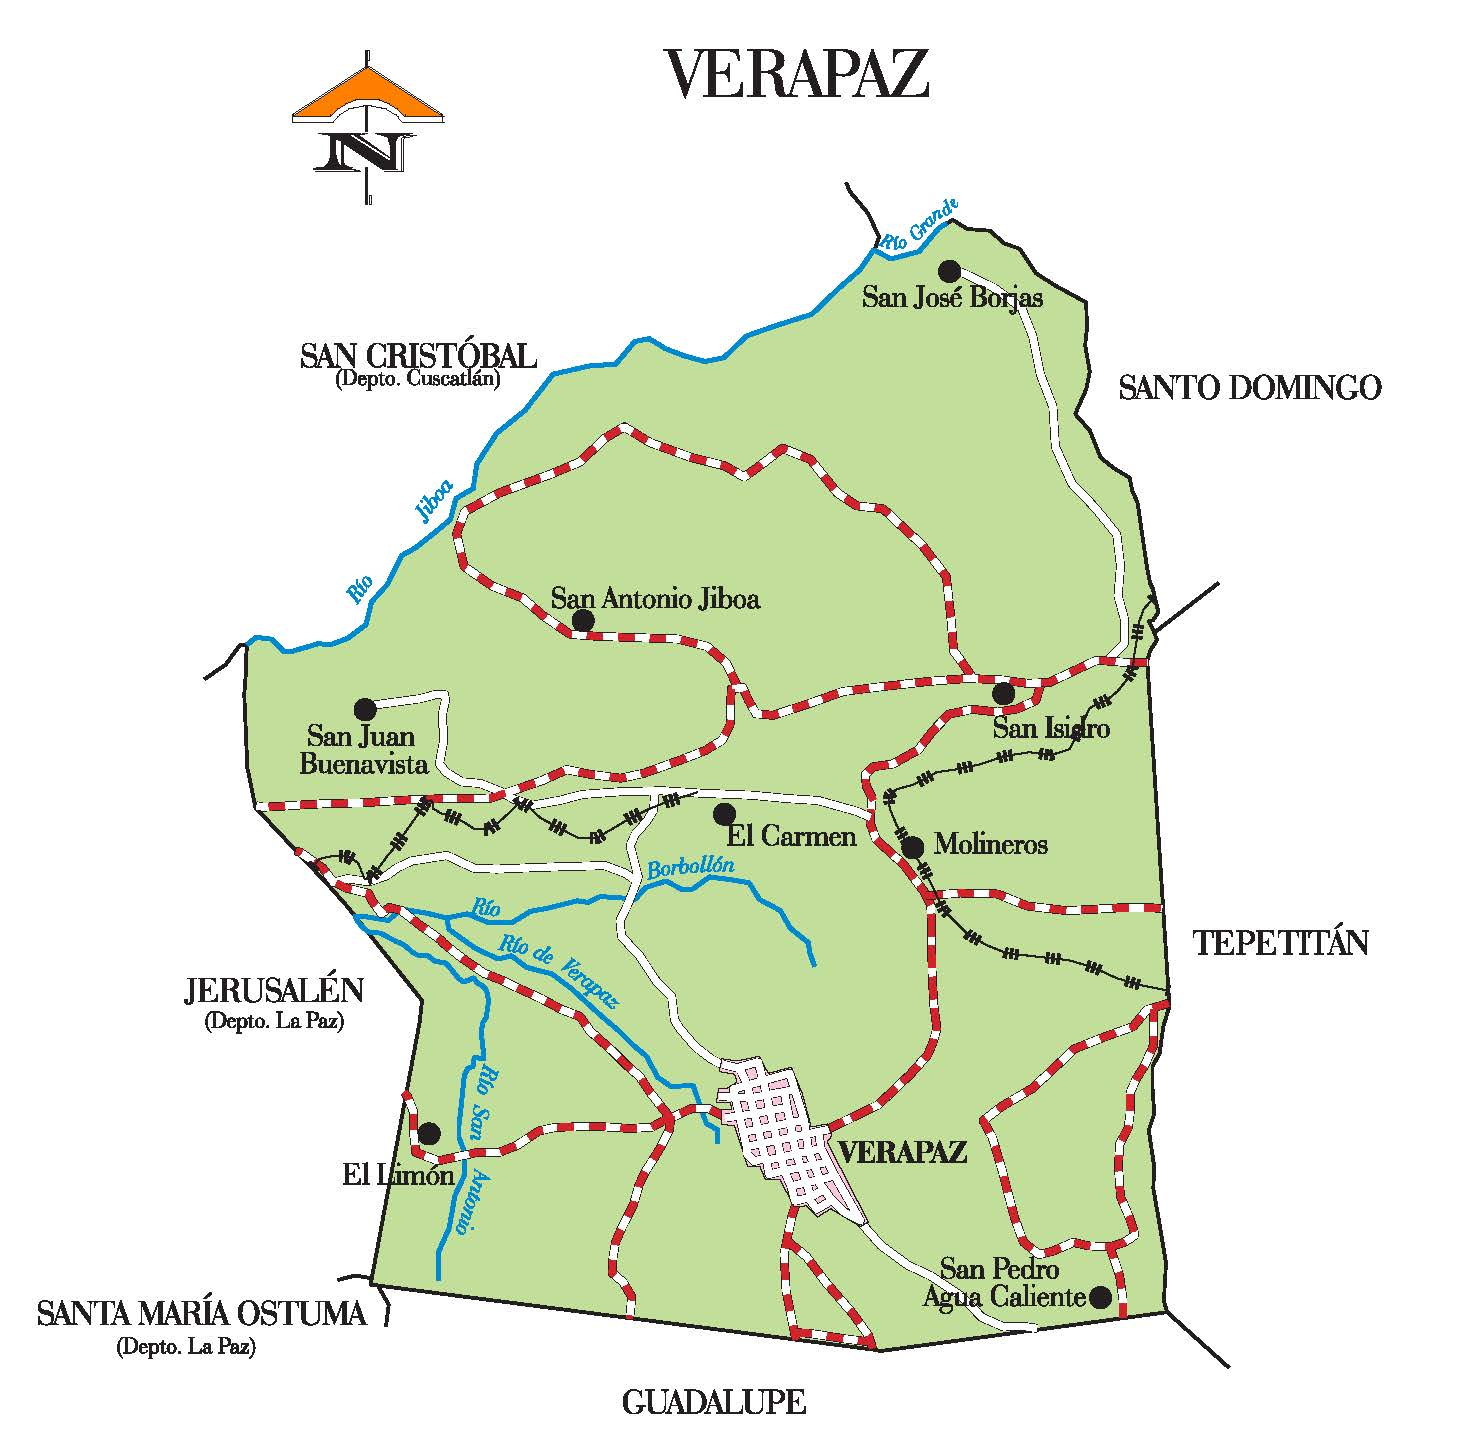 VERAPAZ
N
Río Grande
San José Borjas
SAN CRISTÓBAL
(Depto. Cuscatlán)
SANTO DOMINGO
Río Jiboa
San Antonio Jiboa
San Juan
Buenavista
San Isidro
El Carmen
Molineros
Río Borbollón
Río de Verapaz
TEPETITÁN
JERUSALÉN
(Depto. La Paz)
Río San Antonio
El Limón
VERAPAZ
San Pedro
Agua Caliente
SANTA MARÍA OSTUMA
(Depto. La Paz)
GUADALUPE